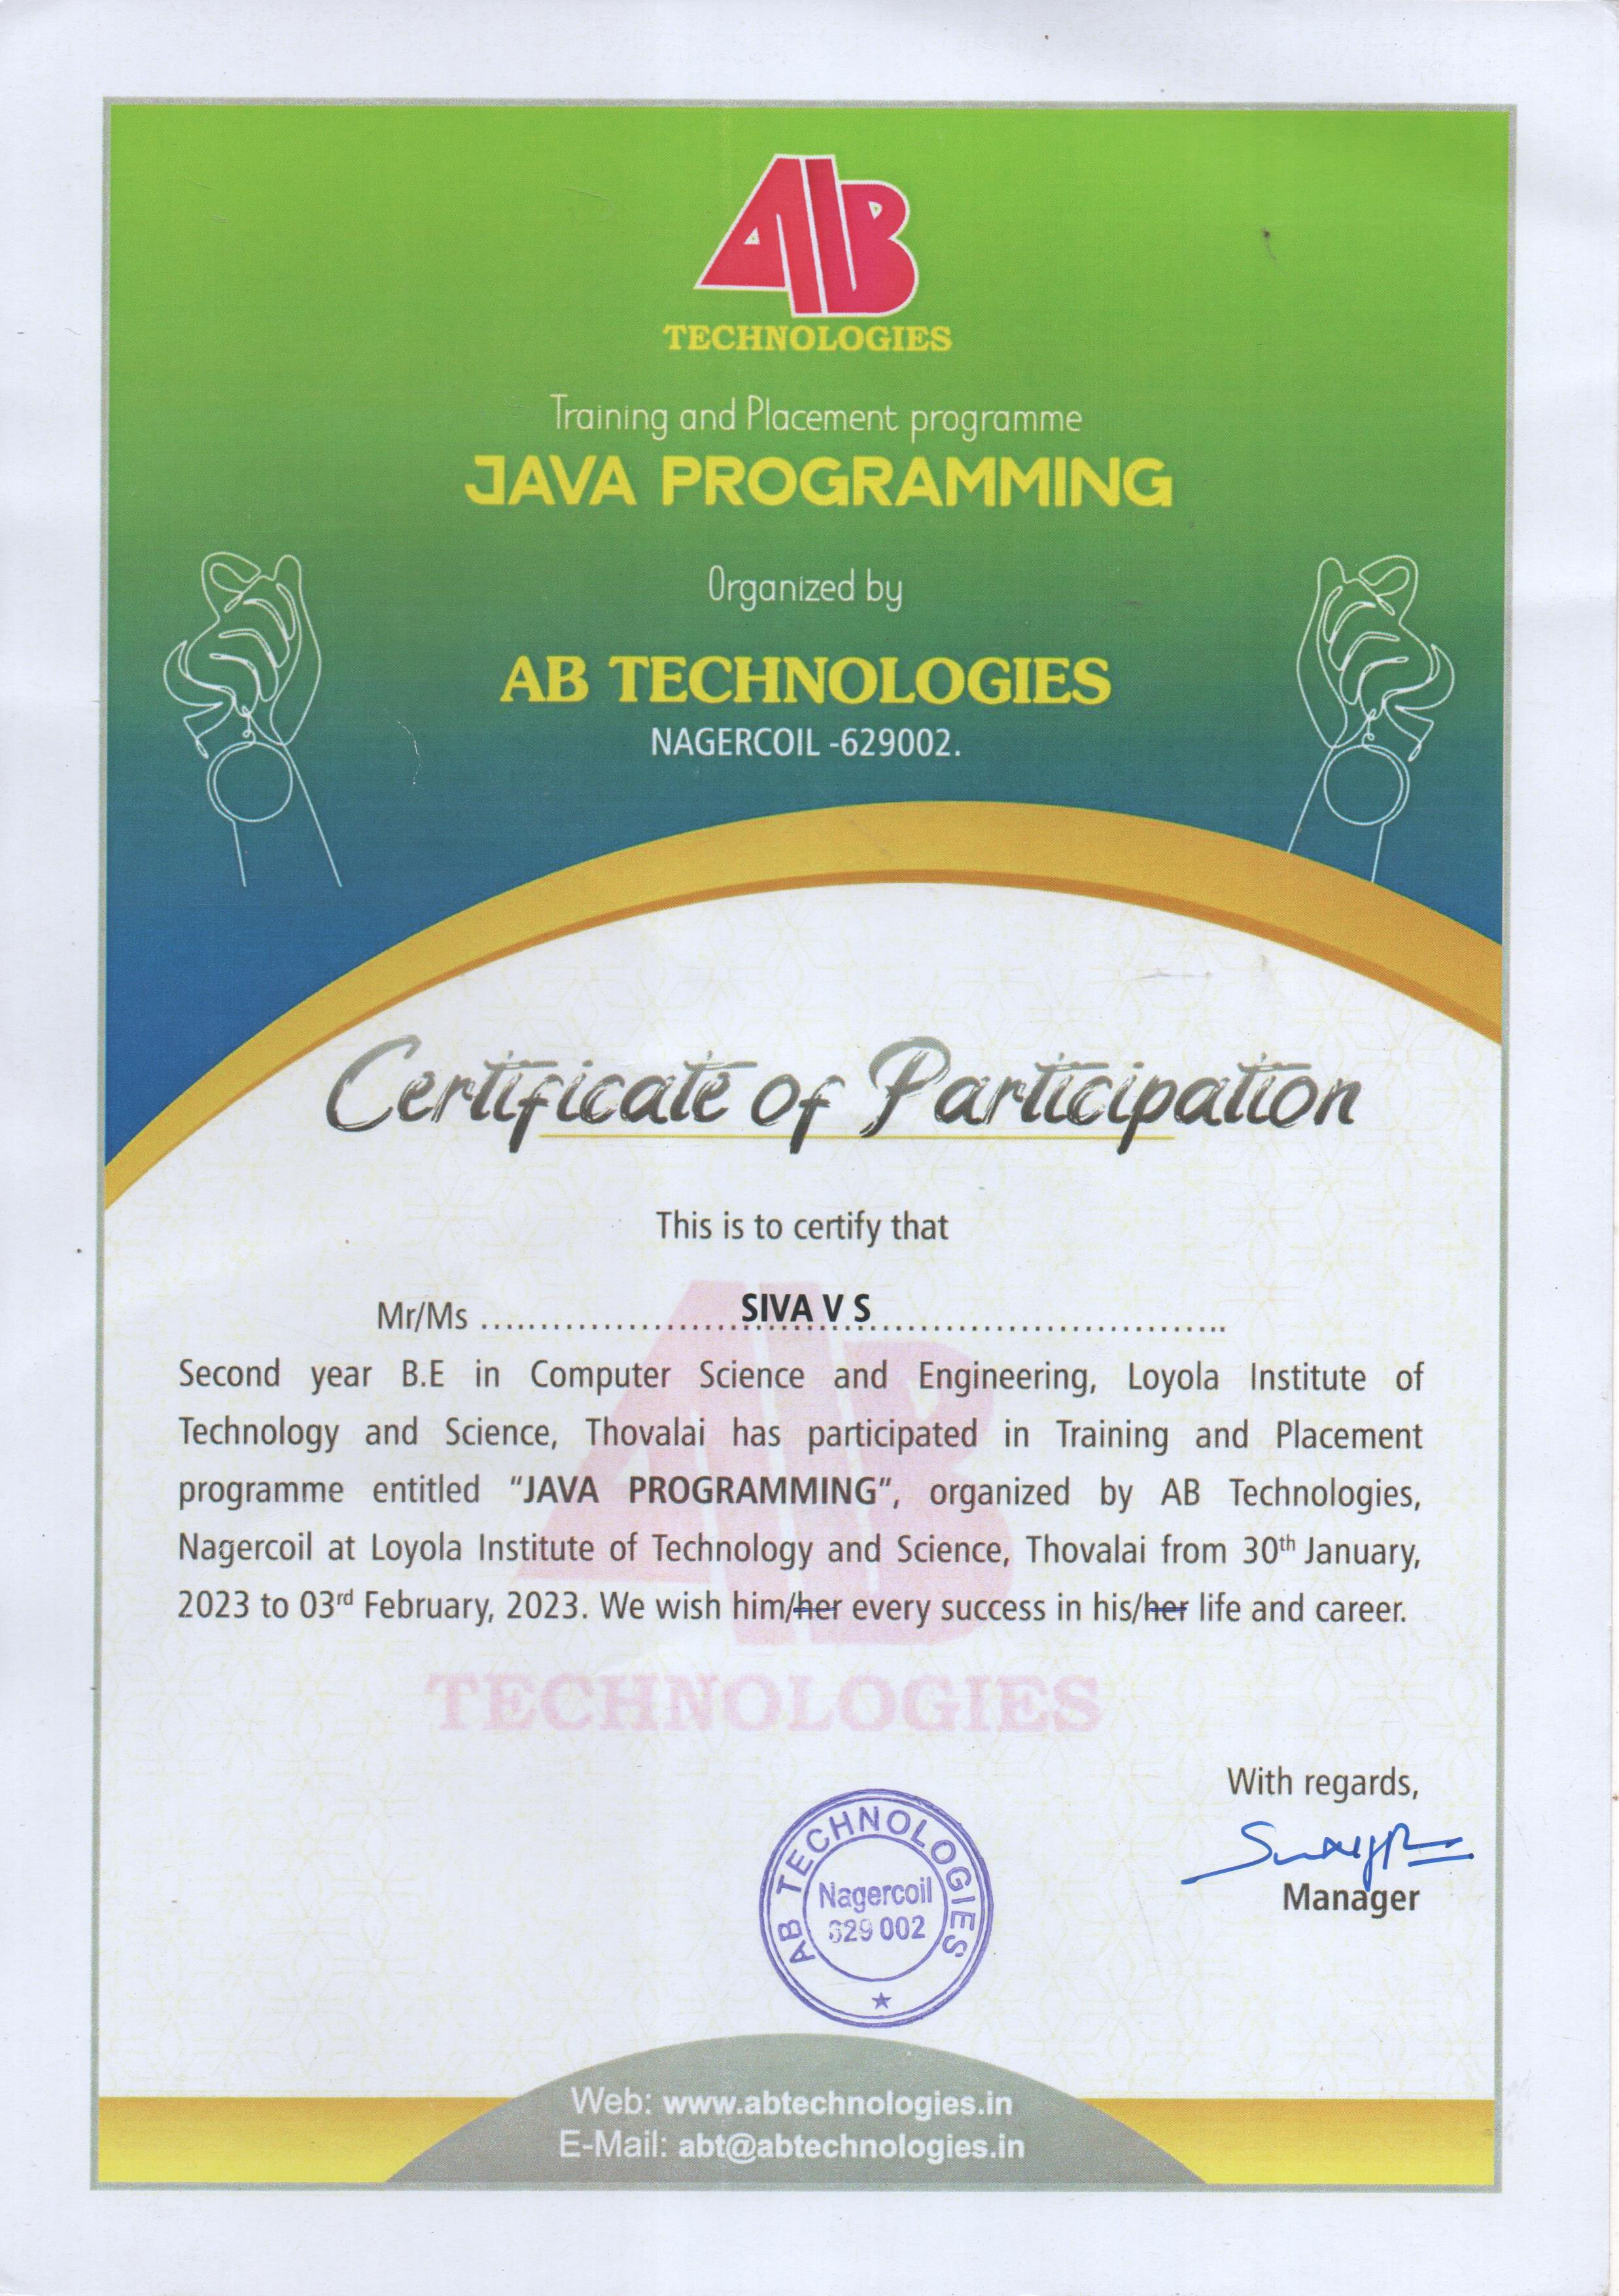 AB
TECHNOLOGIES
Training and Placement programme
JAVA PROGRAMMING
Organized by
AB TECHNOLOGIES
NAGERCOIL -629002.
Certificate of Participation
This is to certify that
Mr/Ms ........................ SIVA V S ........................
Second year B.E in Computer Science and Engineering, Loyola Institute of
Technology and Science, Thovalai has participated in Training and Placement
programme entitled “JAVA PROGRAMMING”, organized by AB Technologies,
Nagercoil at Loyola Institute of Technology and Science, Thovalai from 30th January,
2023 to 03rd February, 2023. We wish him/her every success in his/her life and career.
AB
TECHNOLOGIES
With regards,
Manager
AB TECHNOLOGIES
Nagercoil
629 002
Web: www.abtechnologies.in
E-Mail: abt@abtechnologies.in